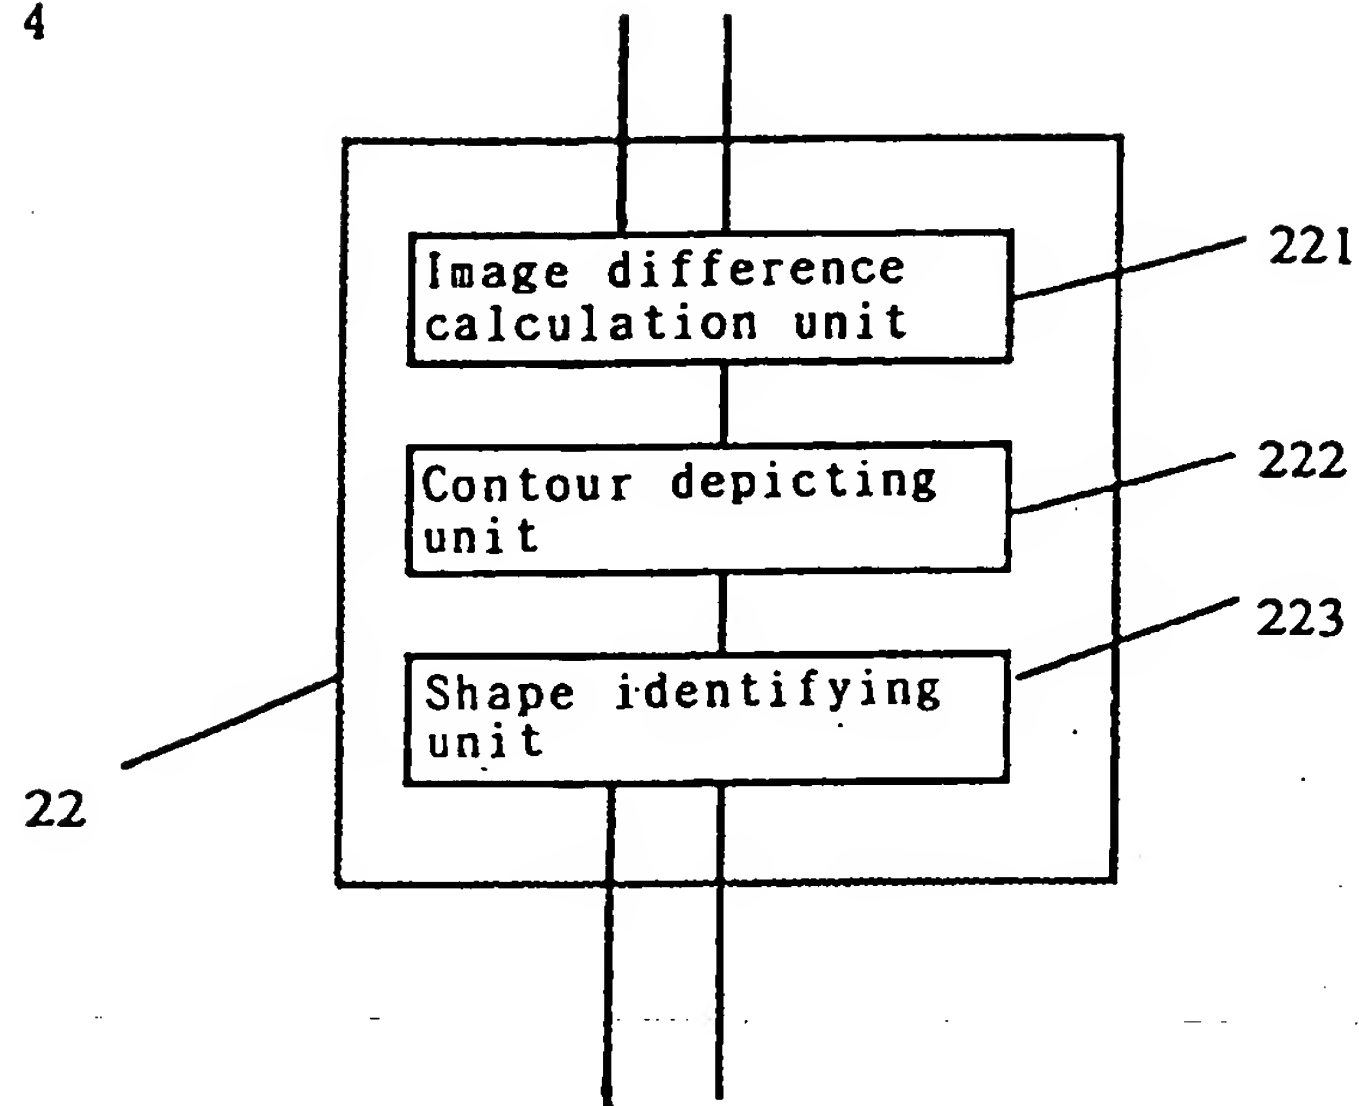 4
Image difference
calculation unit
221
Contour depicting
unit
222
Shape identifying
unit
223
22